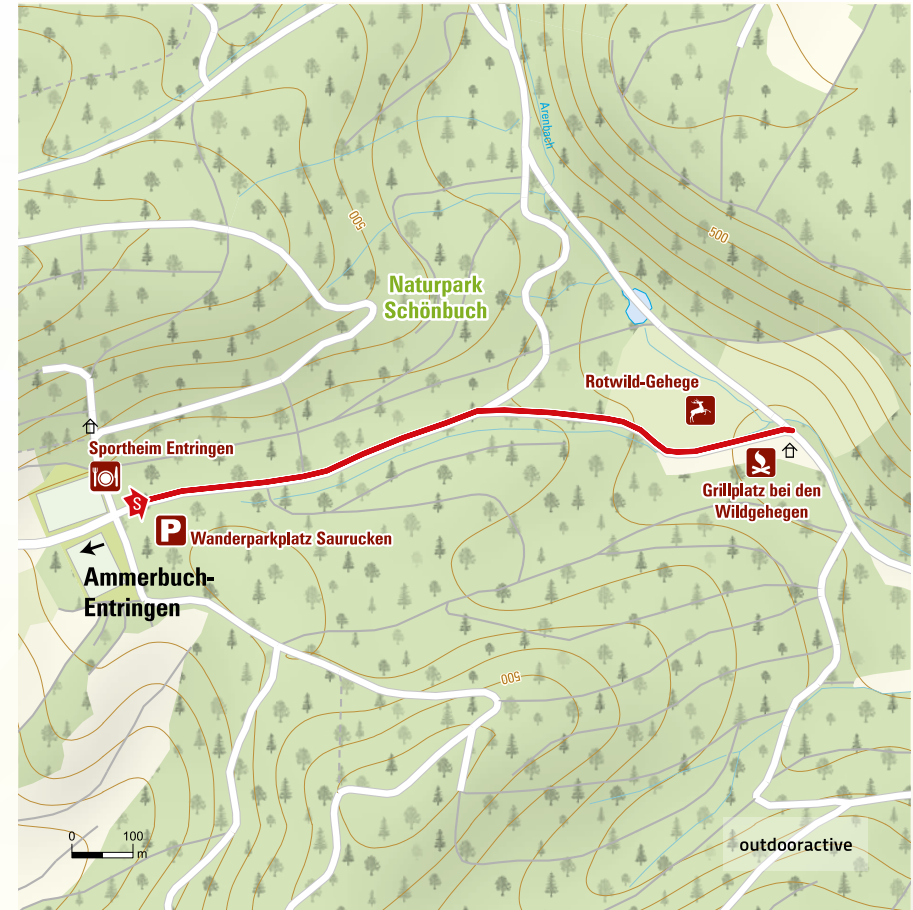 Arenbach
500
500
Naturpark
Schönbuch
Rotwild-Gehege
Sportheim Entringen
S
Grillplatz bei den
Wildgehegen
P
Wanderparkplatz Saurucken
Ammerbuch-
Entringen
500
0 100
m
outdooractive